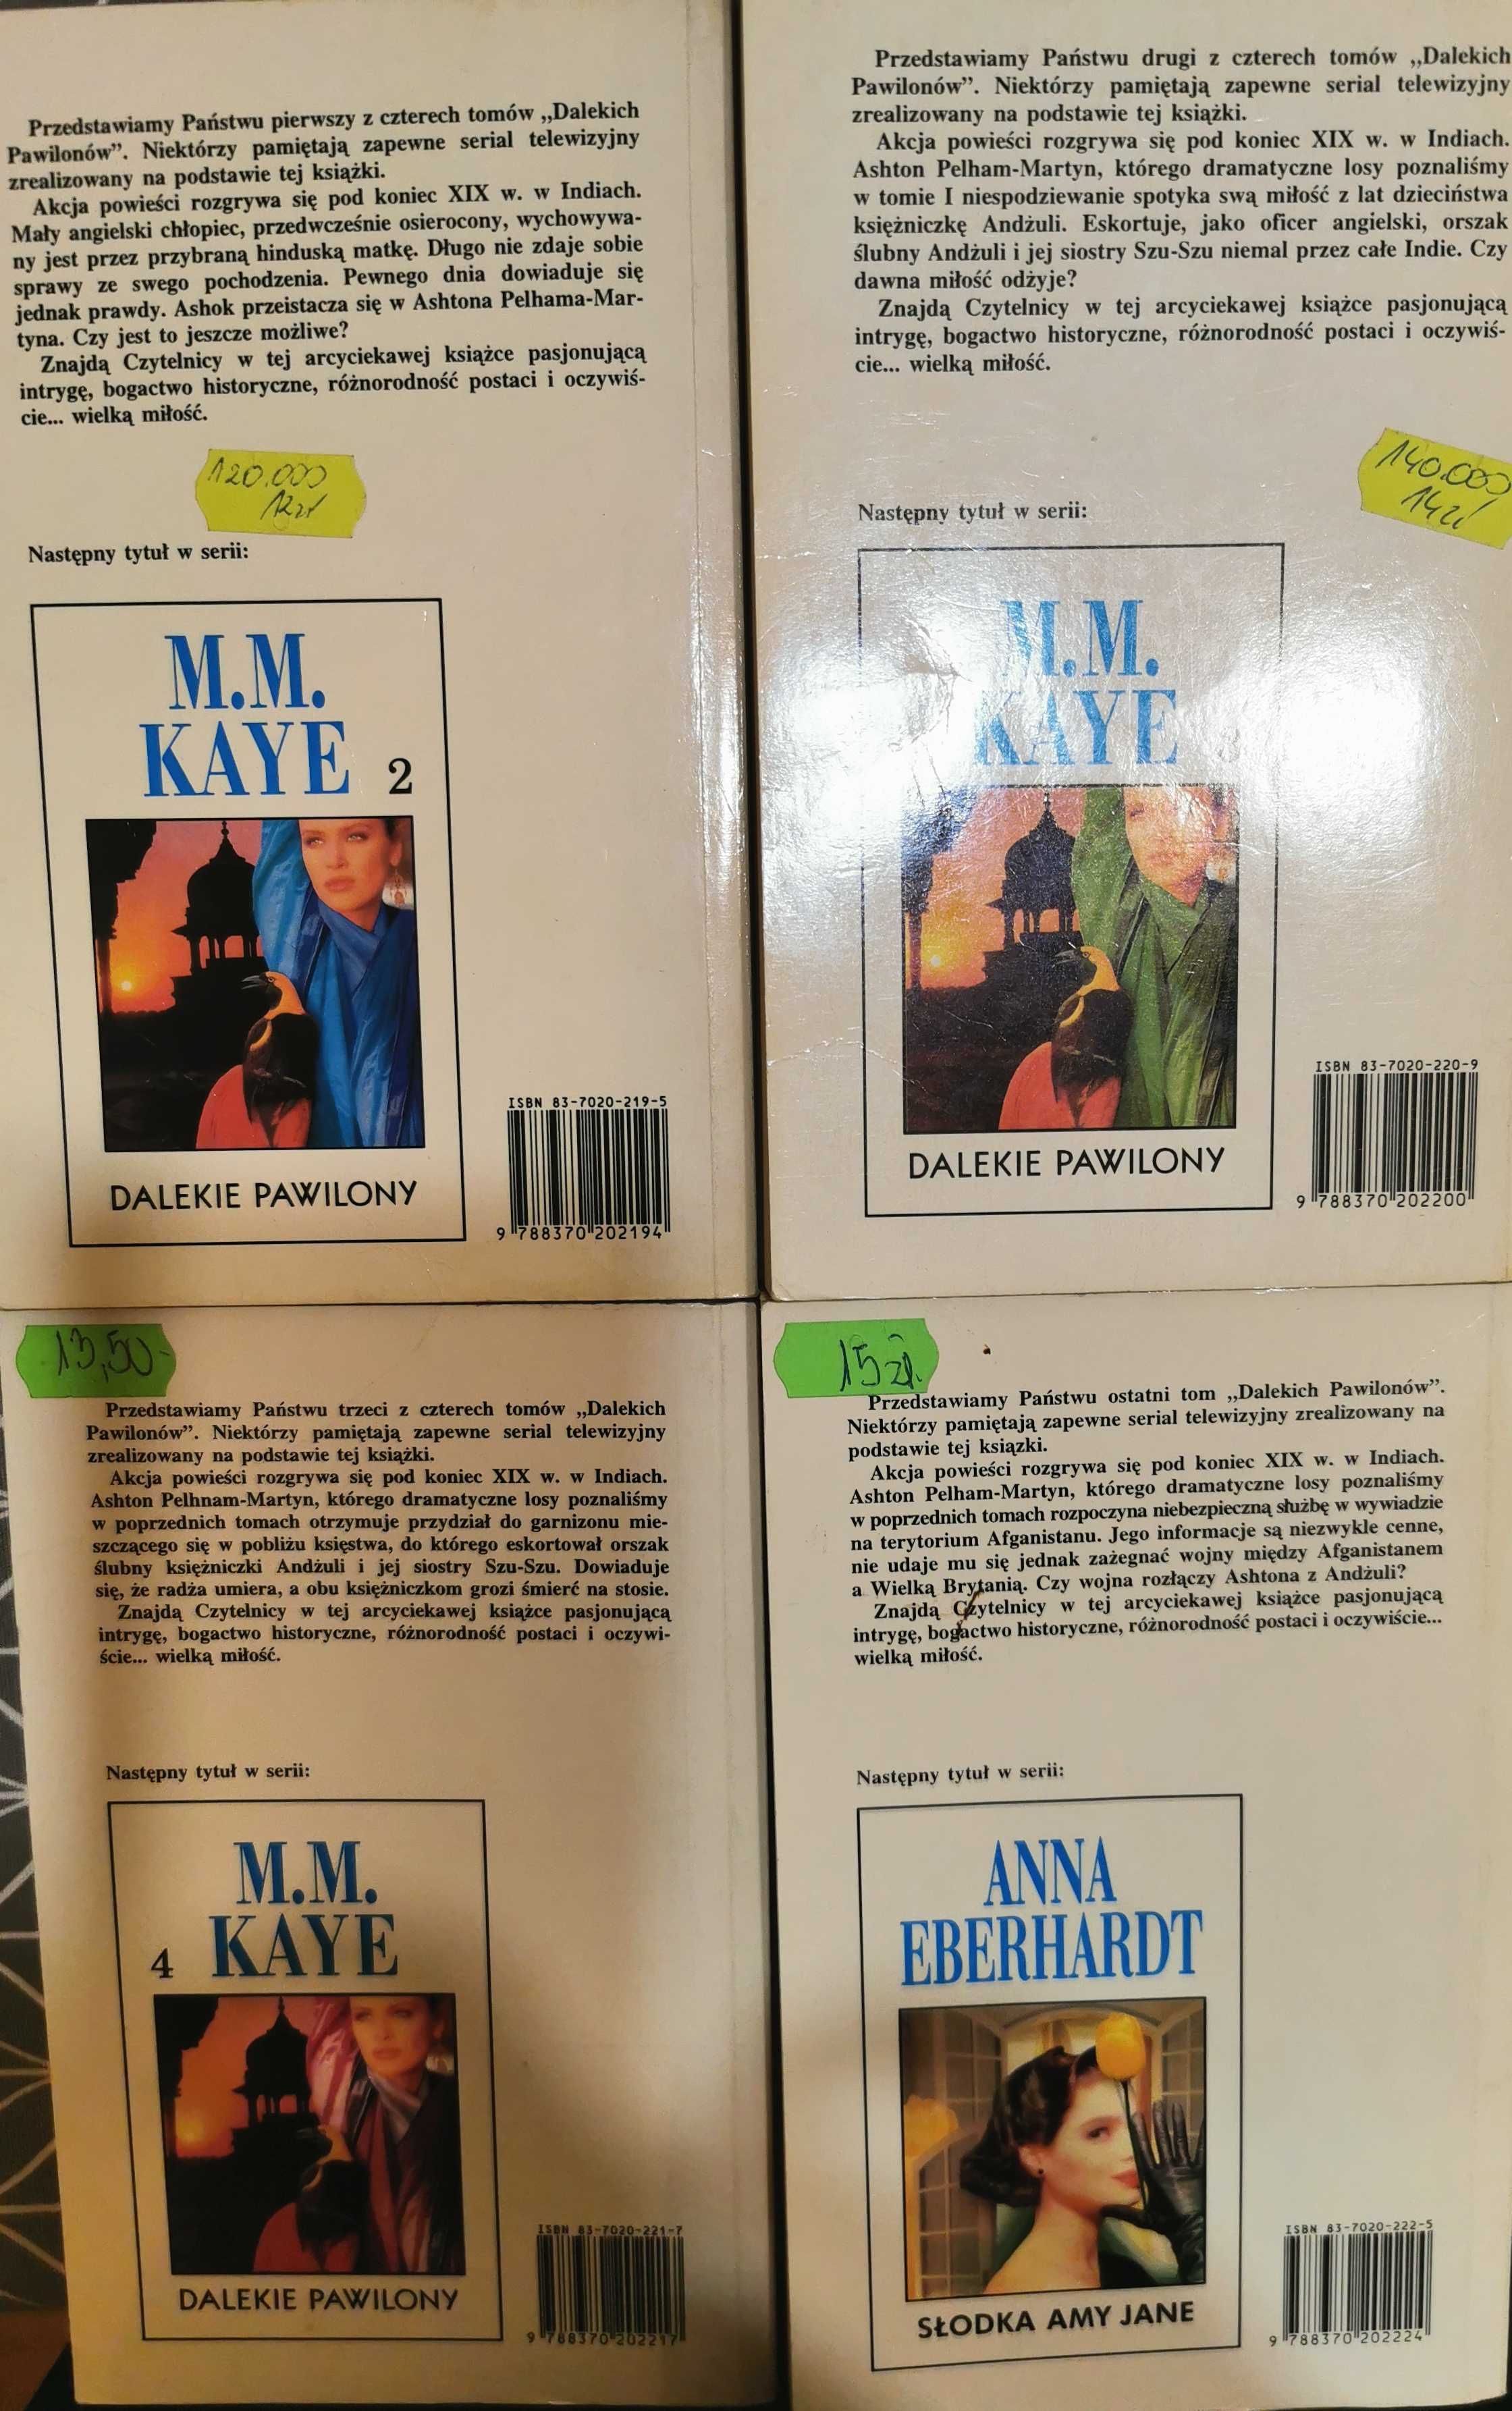 Przedstawiamy Państwu pierwszy z czterech tomów „Dalekich
Pawilonów”. Niektórzy pamiętają zapewne serial telewizyjny
zrealizowany na podstawie tej książki.
Akcja powieści rozgrywa się pod koniec XIX w. w Indiach.
Mały angielski chłopiec, przedwcześnie osierocony, wychowywa-
ny jest przez przybraną hinduską matkę. Długo nie zdaje sobie
sprawy ze swego pochodzenia. Pewnego dnia dowiaduje się
jednak prawdy. Ashok przeistacza się w Ashtona Pelhama-Mar-
tyna. Czy jest to jeszcze możliwe?
Znajdą Czytelnicy w tej arcyciekawej książce pasjonującą
intrygę, bogactwo historyczne, różnorodność postaci i oczywiś-
cie... wielką miłość.
120.000
12zł
Następny tytuł w serii:
M.M.
KAYE 2
DALEKIE PAWILONY
ISBN 83-7020-219-5
9 788370 202194
Przedstawiamy Państwu drugi z czterech tomów „Dalekich
Pawilonów”. Niektórzy pamiętają zapewne serial telewizyjny
zrealizowany na podstawie tej książki.
Akcja powieści rozgrywa się pod koniec XIX w. w Indiach.
Ashton Pelham-Martyn, którego dramatyczne losy poznaliśmy
w tomie I niespodziewanie spotyka swą miłość z lat dzieciństwa
księżniczkę Andżuli. Eskortuje, jako oficer angielski, orszak
ślubny Andżuli i jej siostry Szu-Szu niemal przez całe Indie. Czy
dawna miłość odżyje?
Znajdą Czytelnicy w tej arcyciekawej książce pasjonującą
intrygę, bogactwo historyczne, różnorodność postaci i oczywiś-
cie... wielką miłość.
140.000
14zł
Następny tytuł w serii:
M.M.
KAYE
DALEKIE PAWILONY
ISBN 83-7020-220-9
9 788370 202200
13,50-
Przedstawiamy Państwu trzeci z czterech tomów „Dalekich
Pawilonów”. Niektórzy pamiętają zapewne serial telewizyjny
zrealizowany na podstawie tej książki.
Akcja powieści rozgrywa się pod koniec XIX w. w Indiach.
Ashton Pelhnam-Martyn, którego dramatyczne losy poznaliśmy
w poprzednich tomach otrzymuje przydział do garnizonu mie-
szczącego się w pobliżu księstwa, do którego eskortował orszak
ślubny księżniczki Andżuli i jej siostry Szu-Szu. Dowiaduje
się, że radża umiera, a obu księżniczkom grozi śmierć na stosie.
Znajdą Czytelnicy w tej arcyciekawej książce pasjonującą
intrygę, bogactwo historyczne, różnorodność postaci i oczywi-
ście... wielką miłość.
Następny tytuł w serii:
M.M.
4 KAYE
DALEKIE PAWILONY
ISBN 83-7020-221-7
9 788370 202217
15zł.
Przedstawiamy Państwu ostatni tom „Dalekich Pawilonów”.
Niektórzy pamiętają zapewne serial telewizyjny zrealizowany na
podstawie tej ksiązki.
Akcja powieści rozgrywa się pod koniec XIX w. w Indiach.
Ashton Pelham-Martyn, którego dramatyczne losy poznaliśmy
w poprzednich tomach rozpoczyna niebezpieczną służbę w wywiadzie
na terytorium Afganistanu. Jego informacje są niezwykle cenne,
nie udaje mu się jednak zażegnać wojny między Afganistanem
a Wielką Brytanią. Czy wojna rozłączy Ashtona z Andżuli?
Znajdą Czytelnicy w tej arcyciekawej książce pasjonującą
intrygę, bogactwo historyczne, różnorodność postaci i oczywiście...
wielką miłość.
Następny tytuł w serii:
ANNA
EBERHARDT
SŁODKA AMY JANE
ISBN 83-7020-222-5
9 788370 202224